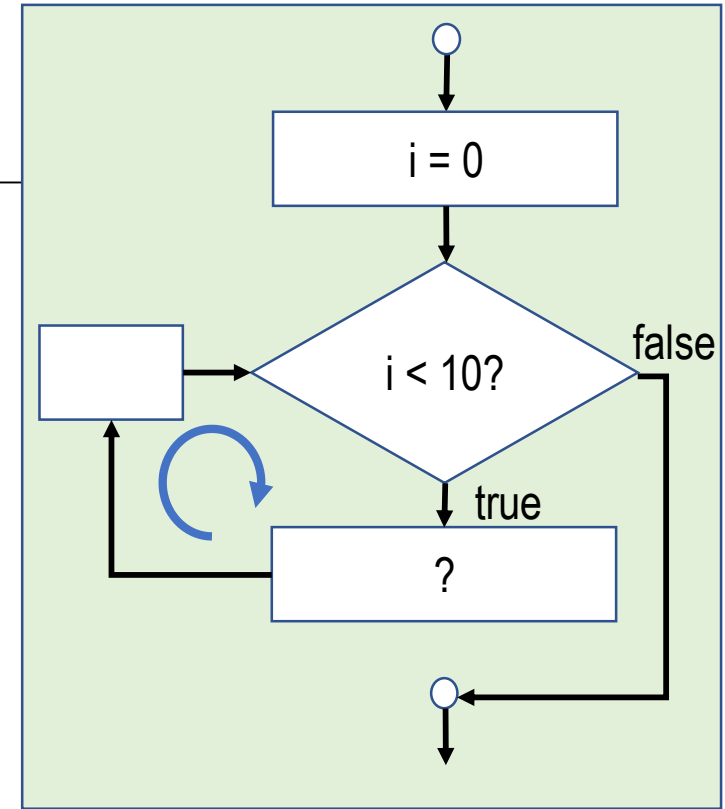 i = 0
i < 10?
false
true
?